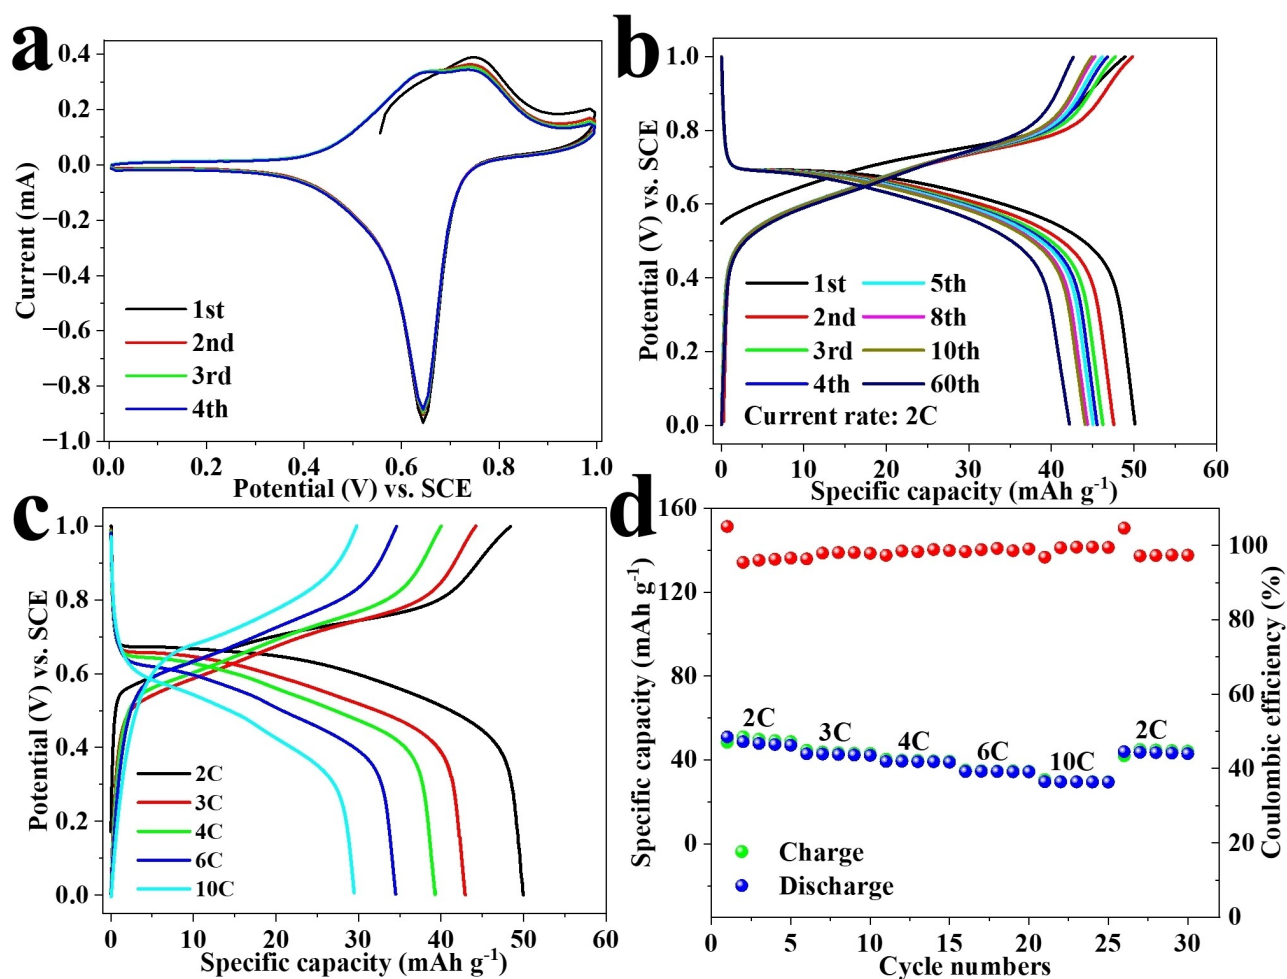 a
0.4
0.2
0.0
−0.2
−0.4
−0.6
−0.8
−1.0
Current (mA)
1st
2nd
3rd
4th
0.0 0.2 0.4 0.6 0.8 1.0
Potential (V) vs. SCE
b
1.0
0.8
0.6
0.4
0.2
0.0
Potential (V) vs. SCE
1st 5th
2nd 8th
3rd 10th
4th 60th
Current rate: 2C
0 10 20 30 40 50 60
Specific capacity (mAh g⁻¹)
c
1.0
0.8
0.6
0.4
0.2
0.0
Potential (V) vs. SCE
2C
3C
4C
6C
10C
0 10 20 30 40 50 60
Specific capacity (mAh g⁻¹)
d
160
120
80
40
0
Specific capacity (mAh g⁻¹)
2C 3C 4C 6C 10C 2C
Charge
Discharge
100
80
60
40
20
0
Coulombic efficiency (%)
0 5 10 15 20 25 30
Cycle numbers